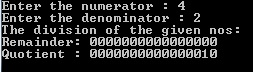 Enter the numerator : 4
Enter the denominator : 2
The division of the given nos:
Remainder: 0000000000000000
Quotient : 0000000000000010